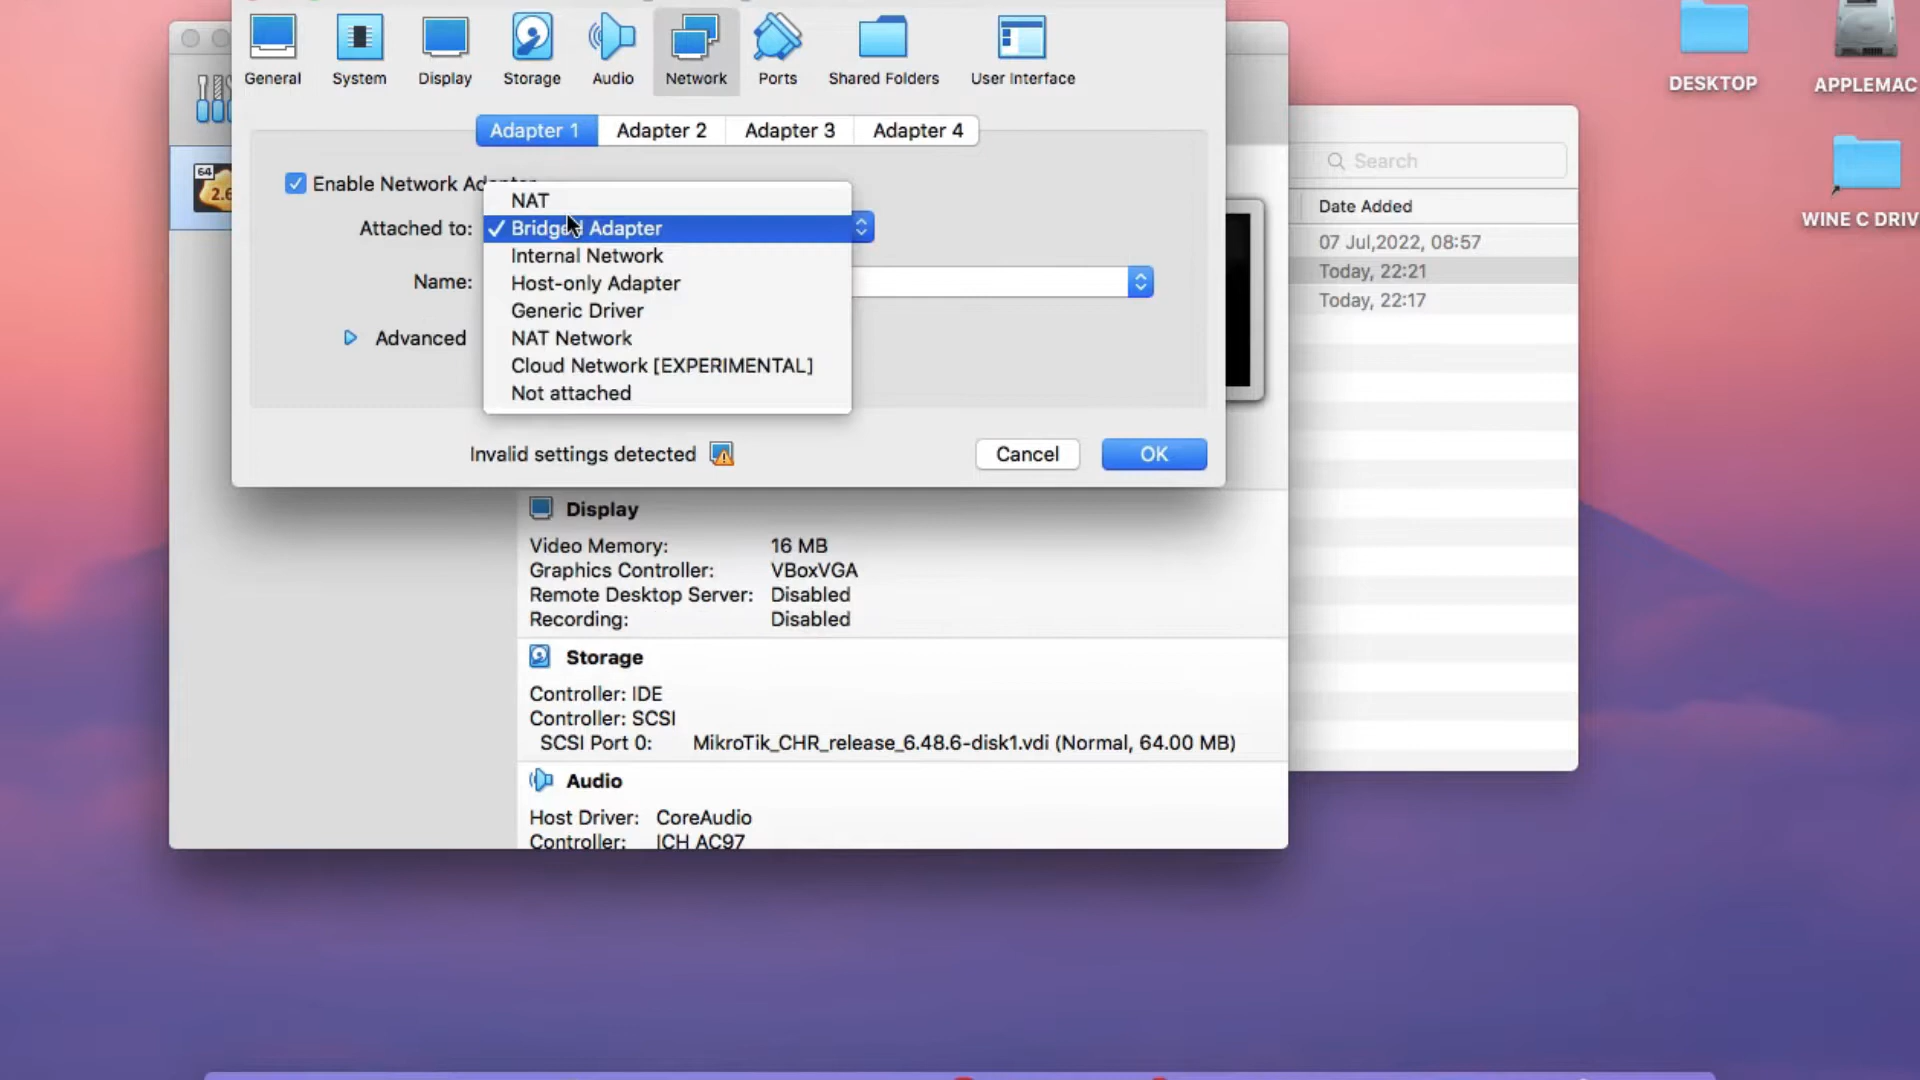 General
System
Display
Storage
Audio
Network
Ports
Shared Folders
User Interface
DESKTOP
APPLEMAC
WINE C DRIV
Adapter 1
Adapter 2
Adapter 3
Adapter 4
Search
Enable Network
64
2.6
Attached to:
NAT
Bridged Adapter
Internal Network
Host-only Adapter
Generic Driver
NAT Network
Cloud Network [EXPERIMENTAL]
Not attached
Name:
Advanced
Date Added
07 Jul,2022, 08:57
Today, 22:21
Today, 22:17
Invalid settings detected
Cancel
OK
Display
Video Memory: 16 MB
Graphics Controller: VBoxVGA
Remote Desktop Server: Disabled
Recording: Disabled
Storage
Controller: IDE
Controller: SCSI
SCSI Port 0: MikroTik_CHR_release_6.48.6-disk1.vdi (Normal, 64.00 MB)
Audio
Host Driver: CoreAudio
Controller: ICH AC97